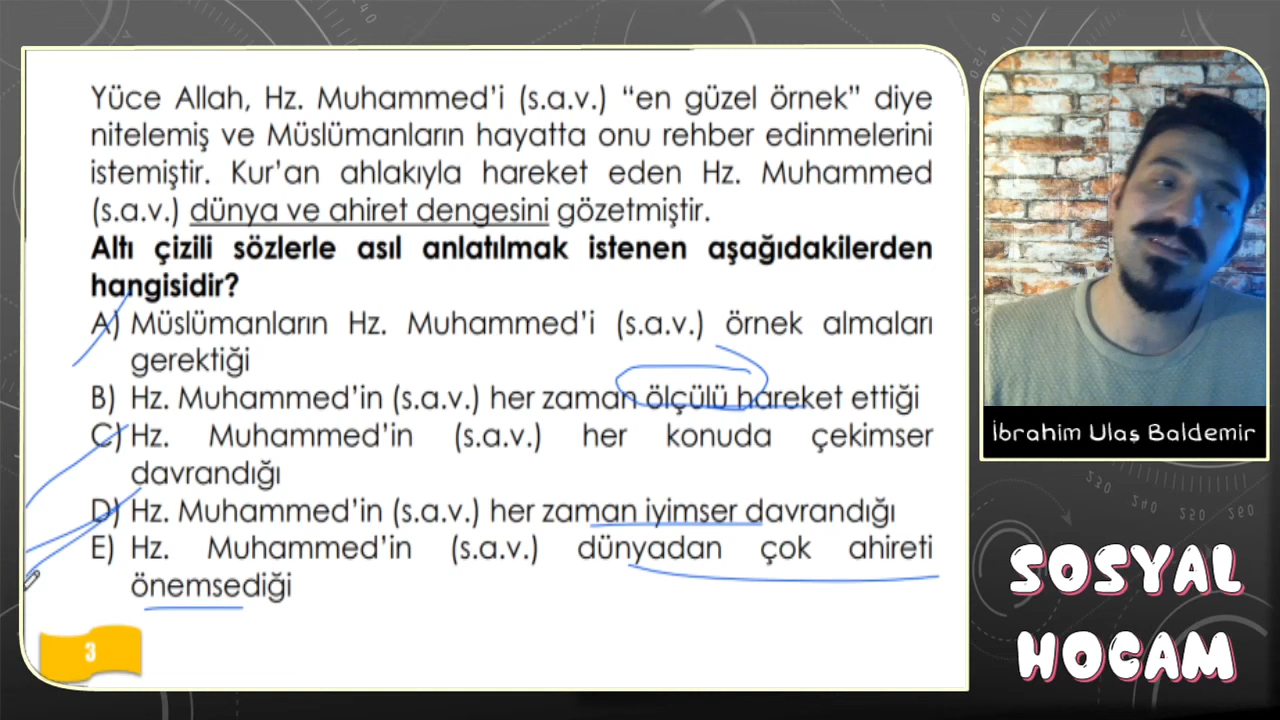 Yüce Allah, Hz. Muhammed’i (s.a.v.) “en güzel örnek” diye
nitelemiş ve Müslümanların hayatta onu rehber edinmelerini
istemiştir. Kur’an ahlakıyla hareket eden Hz. Muhammed
(s.a.v.) dünya ve ahiret dengesini gözetmiştir.
Altı çizili sözlerle asıl anlatılmak istenen aşağıdakilerden
hangisidir?
A) Müslümanların Hz. Muhammed’i (s.a.v.) örnek almaları
gerektiği
B) Hz. Muhammed’in (s.a.v.) her zaman ölçülü hareket ettiği
C) Hz. Muhammed’in (s.a.v.) her konuda çekimser
davrandığı
D) Hz. Muhammed’in (s.a.v.) her zaman iyimser davrandığı
E) Hz. Muhammed’in (s.a.v.) dünyadan çok ahireti
önemsediği
3
İbrahim Ulaş Baldemir
230 240 250 260
SOSYAL
HOCAM